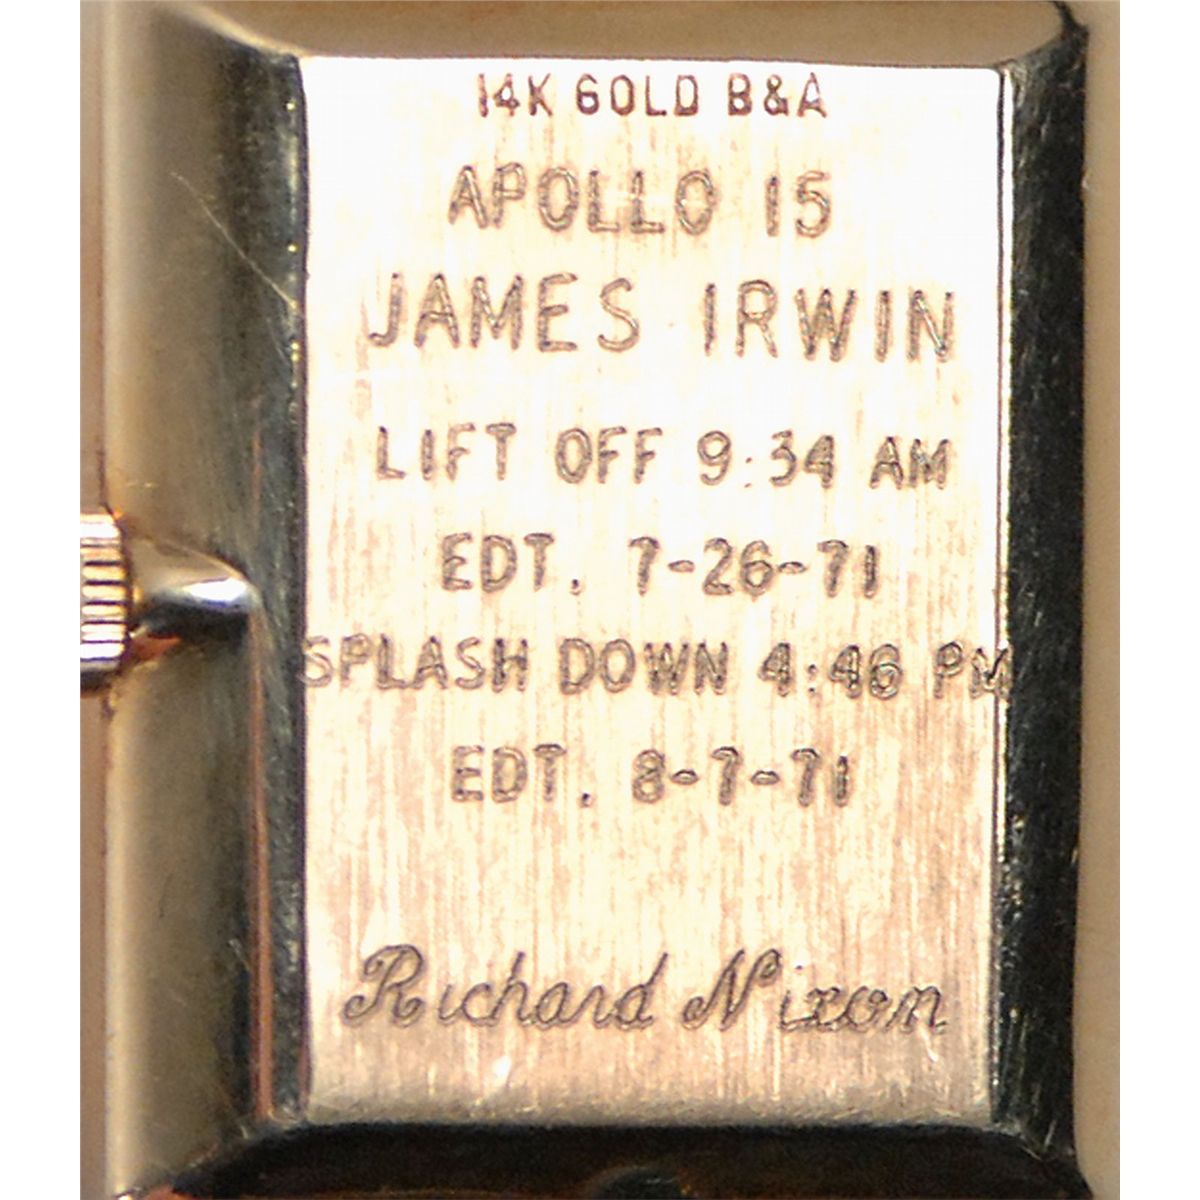 14K GOLD B&A
APOLLO 15
JAMES IRWIN
LIFT OFF 9:34 AM
EDT. 7-26-71
SPLASH DOWN 4:46 PM
EDT. 8-7-71
Richard Nixon